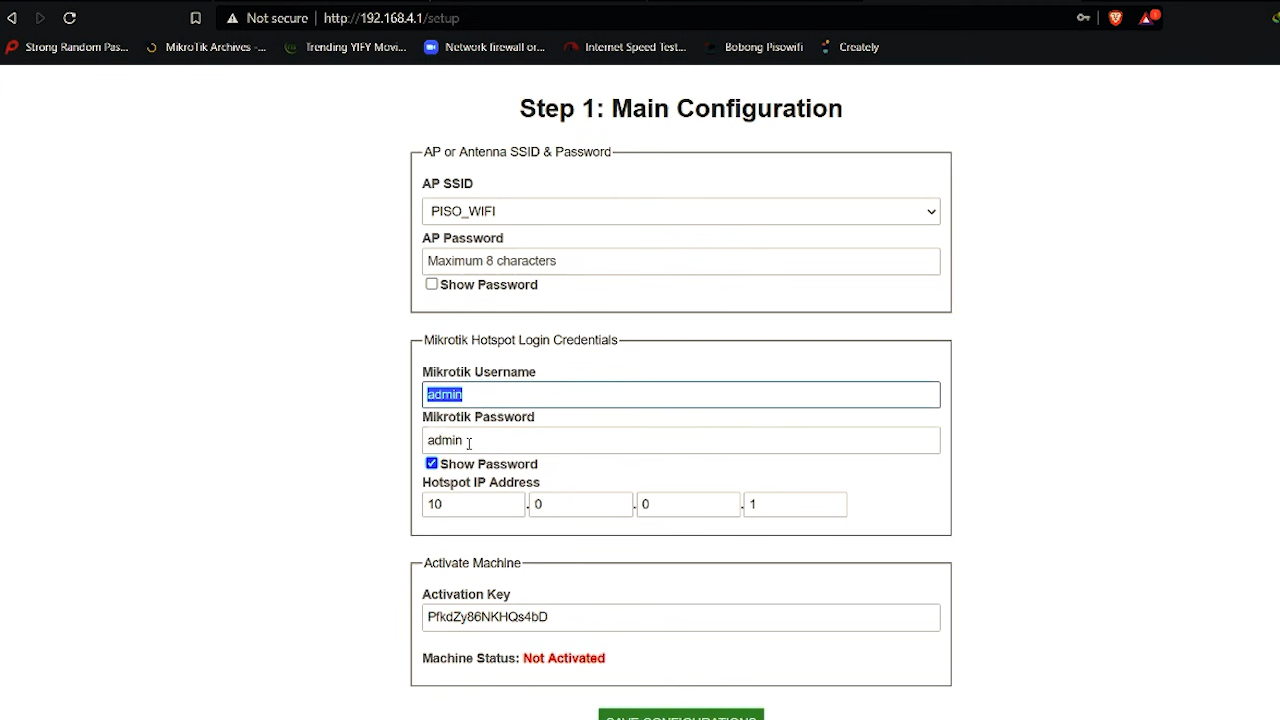 Not secure http://192.168.4.1/setup
Strong Random Pas... MikroTik Archives -... Trending YIFY Movi... Network firewall or... Internet Speed Test... Bobong Pisowifi Creately
Step 1: Main Configuration
AP or Antenna SSID & Password
AP SSID
PISO_WIFI
AP Password
Maximum 8 characters
Show Password
Mikrotik Hotspot Login Credentials
Mikrotik Username
admin
Mikrotik Password
admin
Show Password
Hotspot IP Address
10 . 0 . 0 . 1
Activate Machine
Activation Key
PfkdZy86NKHQs4bD
Machine Status: Not Activated
SAVE CONFIGURATIONS